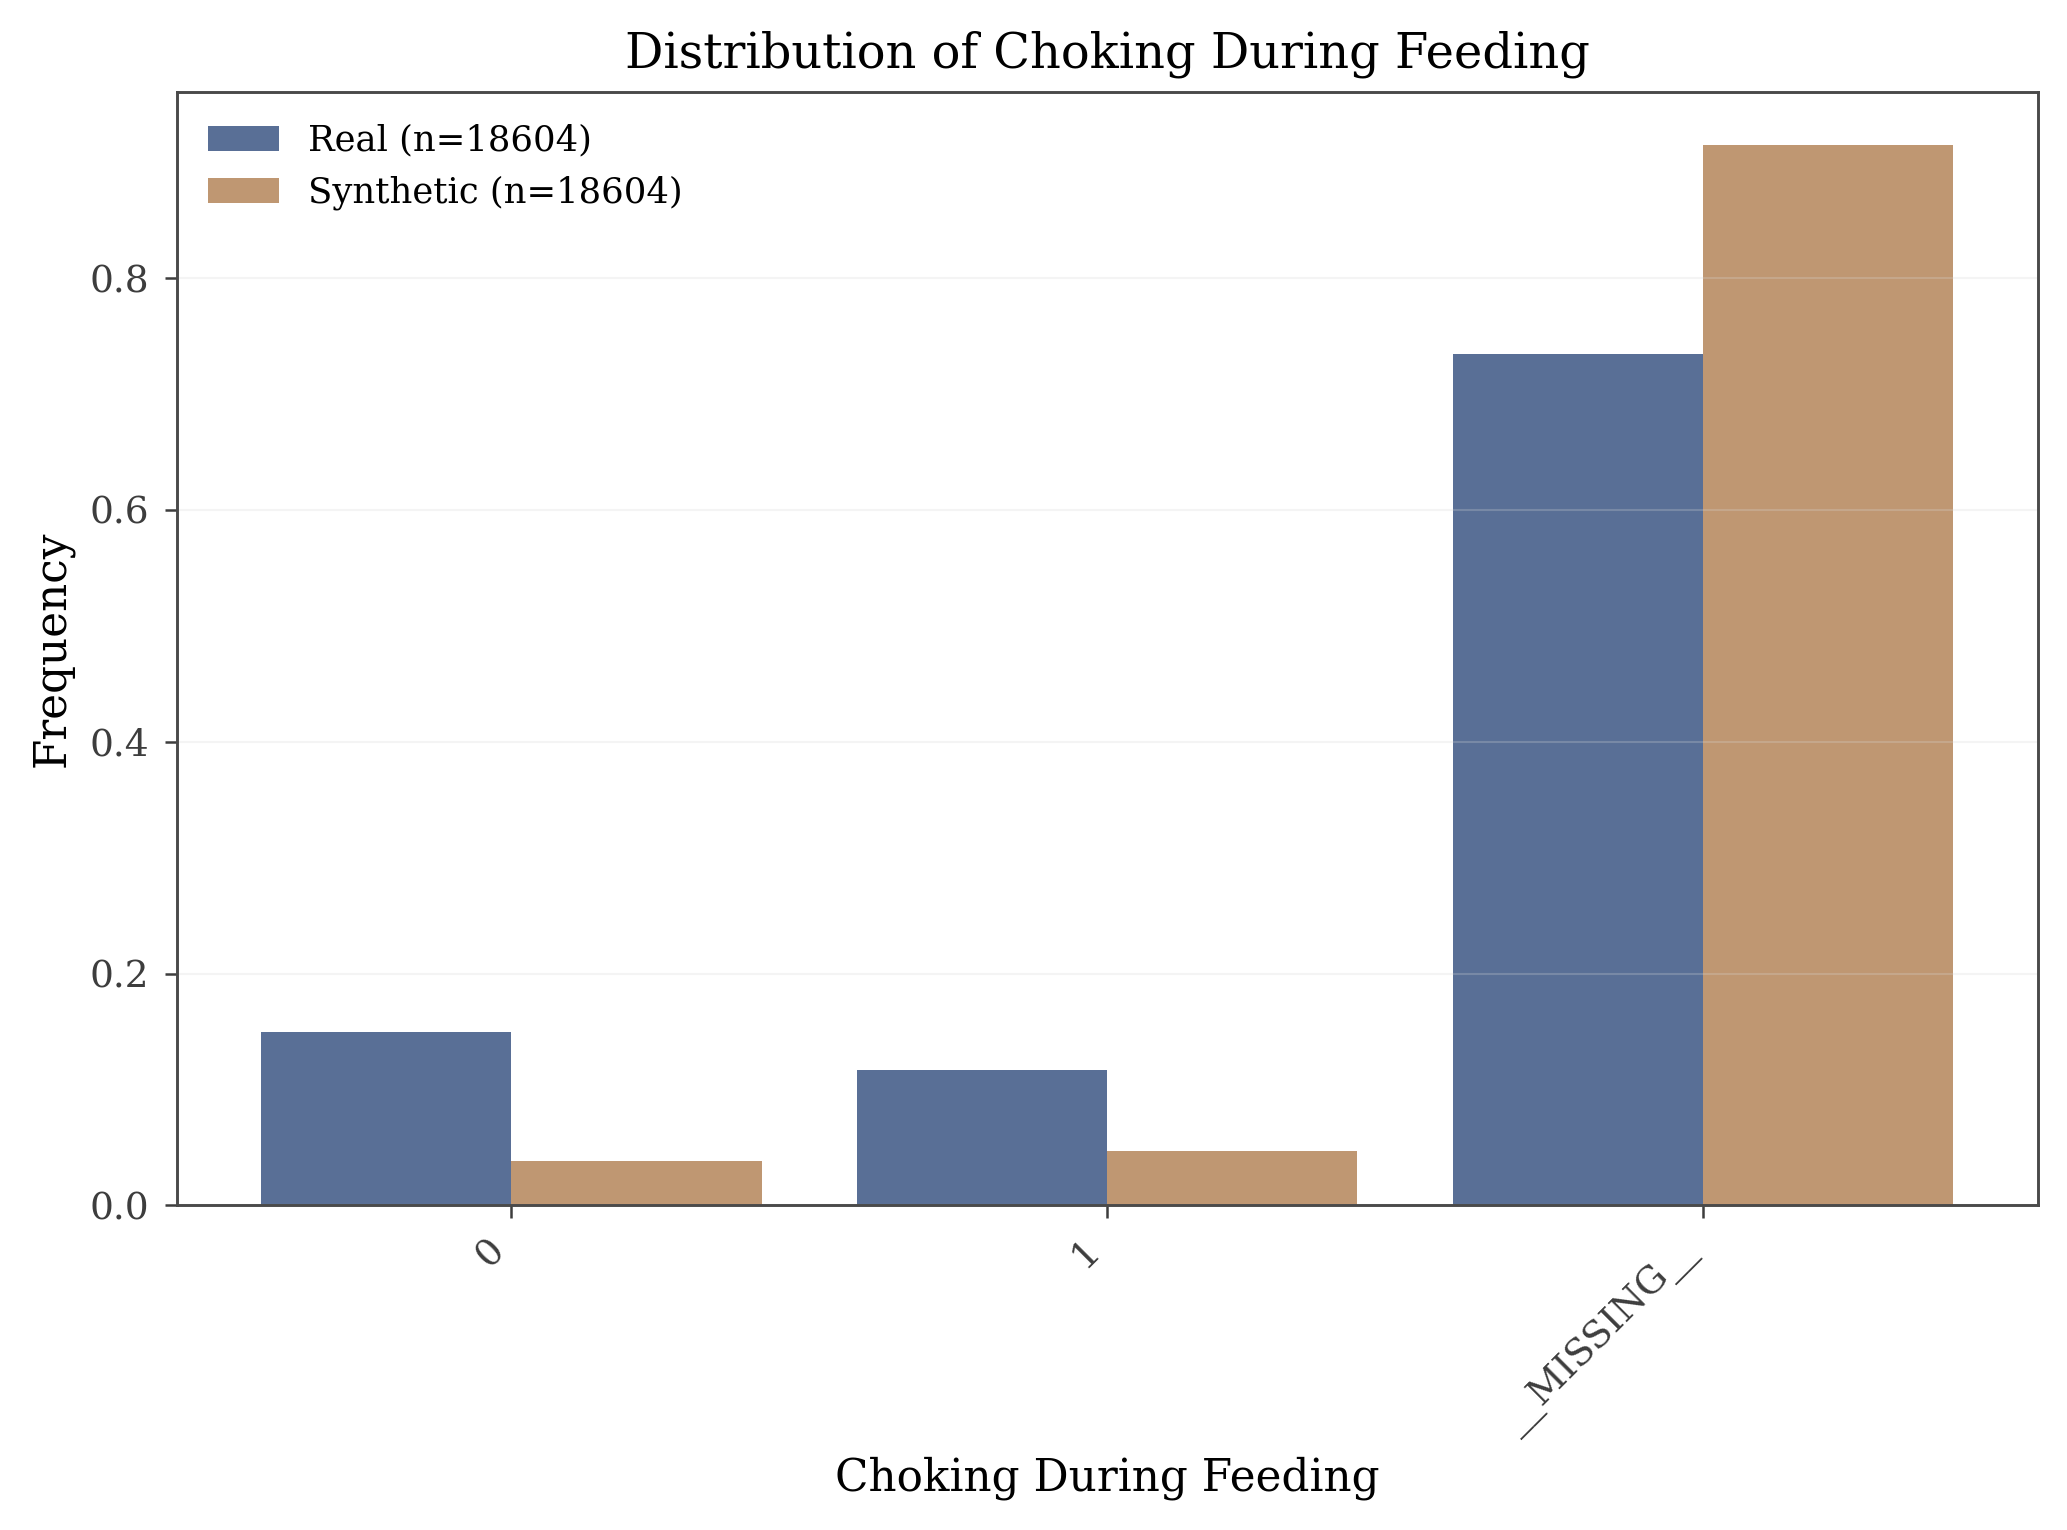 Distribution of Choking During Feeding
Real (n=18604)
Synthetic (n=18604)
Frequency
0.8
0.6
0.4
0.2
0.0
0
1
__MISSING__
Choking During Feeding